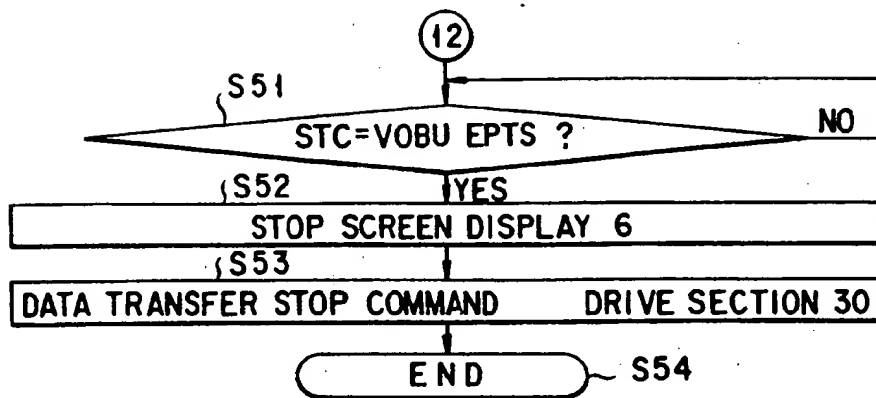 12
S51
STC=VOBU EPTS ?
NO
YES
S52
STOP SCREEN DISPLAY 6
S53
DATA TRANSFER STOP COMMAND DRIVE SECTION 30
END
S54